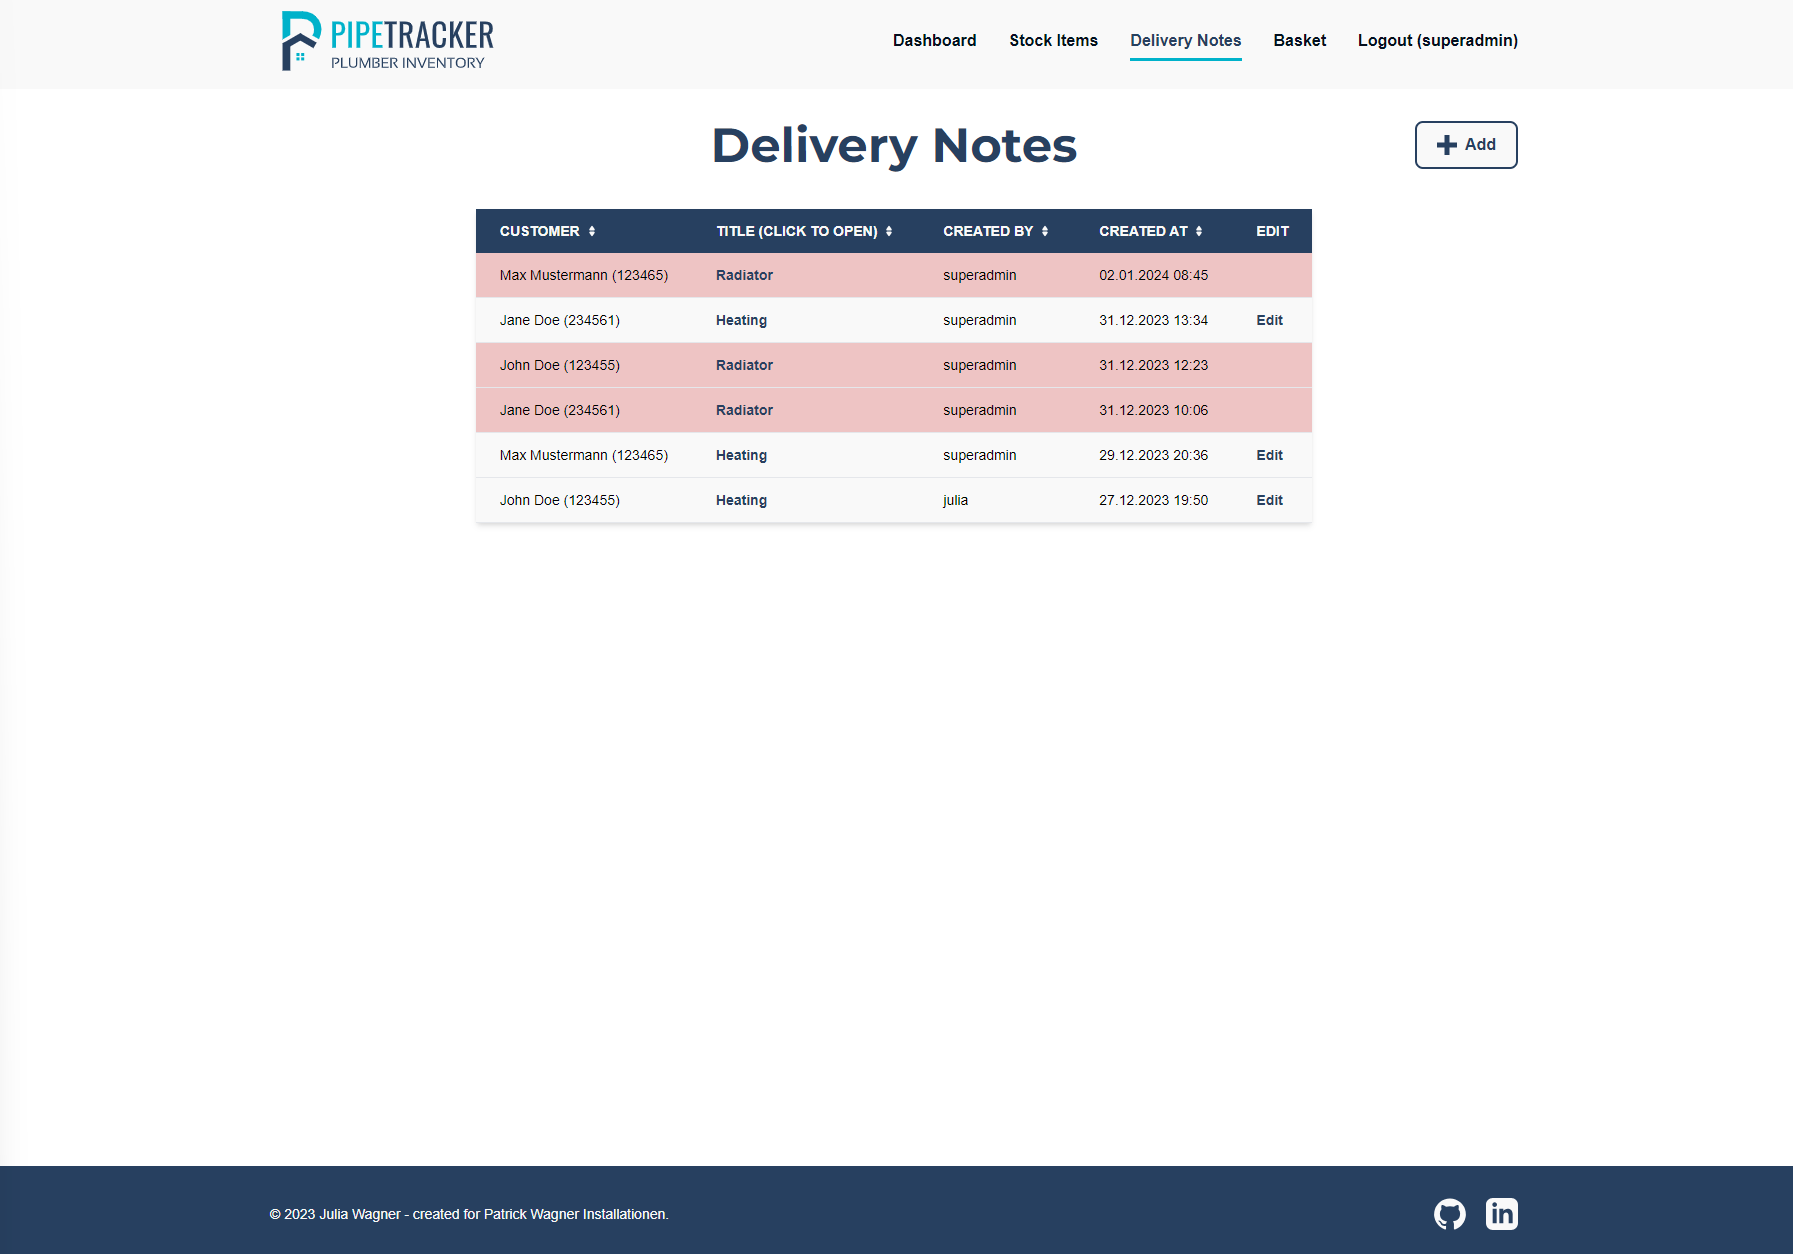 PIPETRACKER
PLUMBER INVENTORY
Dashboard Stock Items Delivery Notes Basket Logout (superadmin)
Delivery Notes
Add
CUSTOMER TITLE (CLICK TO OPEN) CREATED BY CREATED AT EDIT
Max Mustermann (123465) Radiator superadmin 02.01.2024 08:45
Jane Doe (234561) Heating superadmin 31.12.2023 13:34 Edit
John Doe (123455) Radiator superadmin 31.12.2023 12:23
Jane Doe (234561) Radiator superadmin 31.12.2023 10:06
Max Mustermann (123465) Heating superadmin 29.12.2023 20:36 Edit
John Doe (123455) Heating julia 27.12.2023 19:50 Edit
© 2023 Julia Wagner - created for Patrick Wagner Installationen.
in